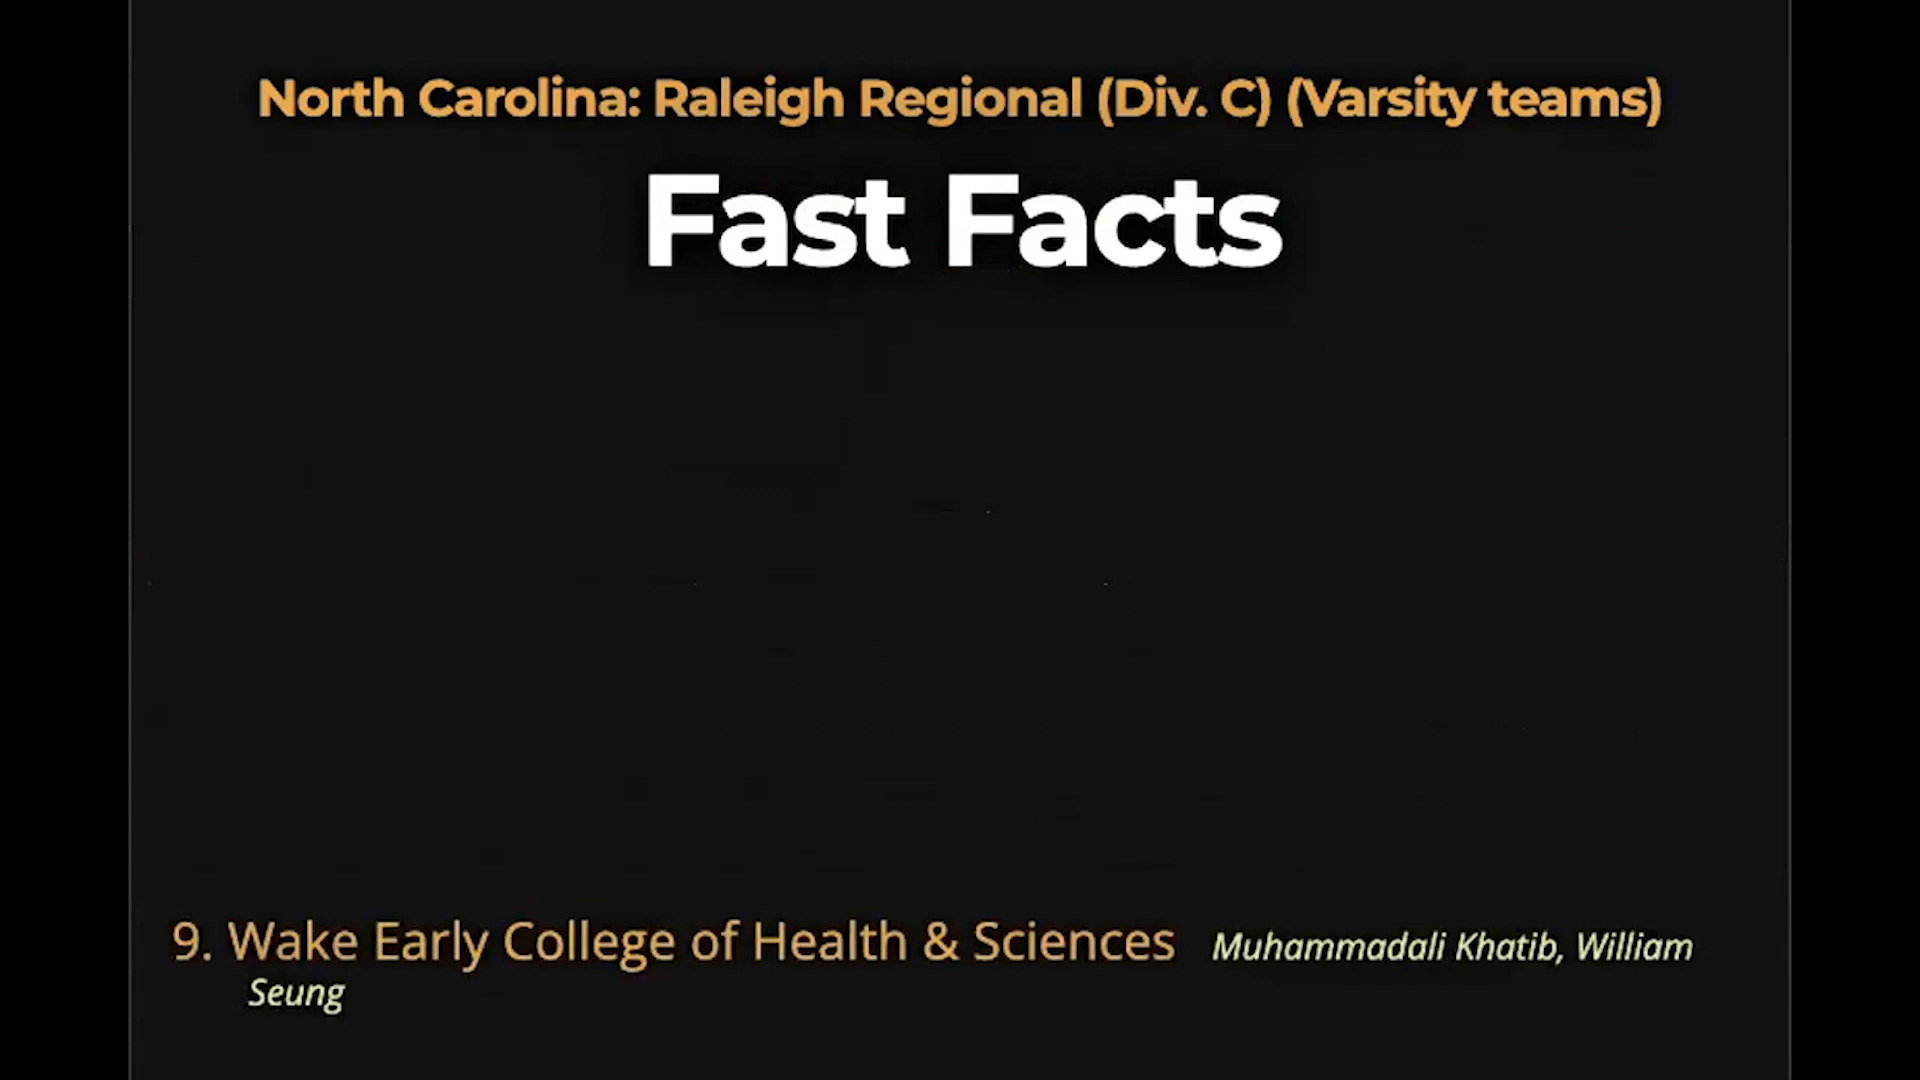 North Carolina: Raleigh Regional (Div. C) (Varsity teams)
Fast Facts
9. Wake Early College of Health & Sciences Muhammadali Khatib, William
Seung